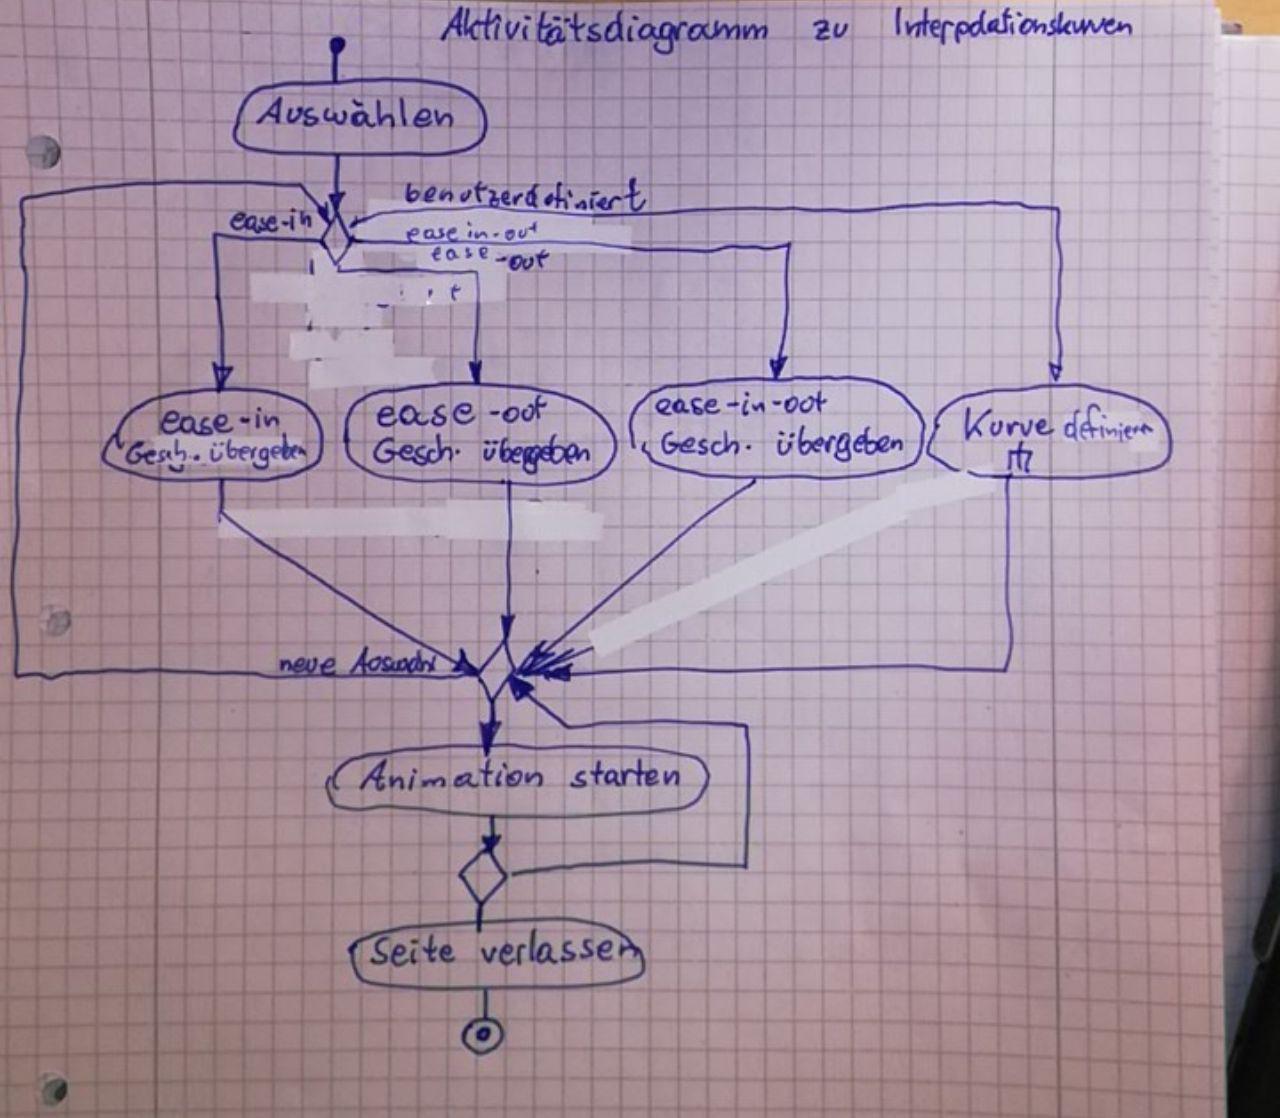 Aktivitätsdiagramm zu Interpolationskurven
Auswählen
benutzerdefiniert
ease-in
ease in-out
ease-out
ease-in
Gesch. übergeben
ease-out
Gesch. übergeben
ease-in-out
Gesch. übergeben
Kurve definieren
neue Auswahl
Animation starten
Seite verlassen